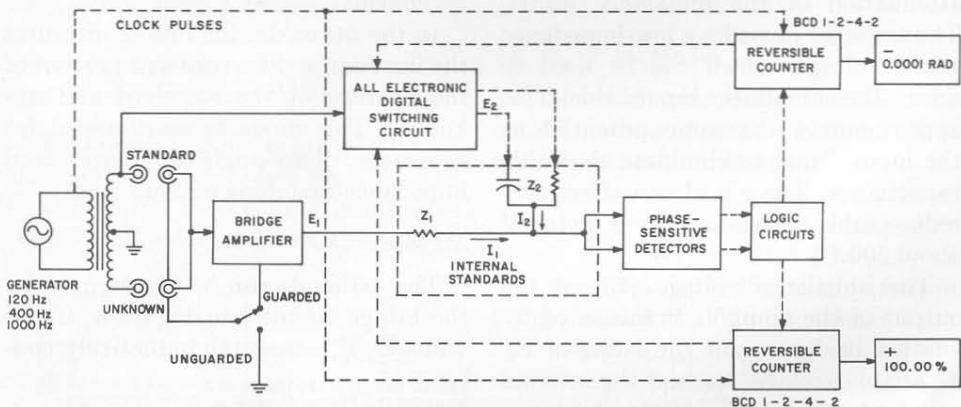 CLOCK PULSES
BCD 1-2-4-2
REVERSIBLE
COUNTER
−
0.0001 RAD
ALL ELECTRONIC
DIGITAL
SWITCHING
CIRCUIT
E2
STANDARD
BRIDGE
AMPLIFIER
E1
Z1
Z2
I2
I1
INTERNAL
STANDARDS
PHASE-
SENSITIVE
DETECTORS
LOGIC
CIRCUITS
GENERATOR
120 Hz
400 Hz
1000 Hz
UNKNOWN
GUARDED
UNGUARDED
REVERSIBLE
COUNTER
+
100.00 %
BCD 1-2-4-2